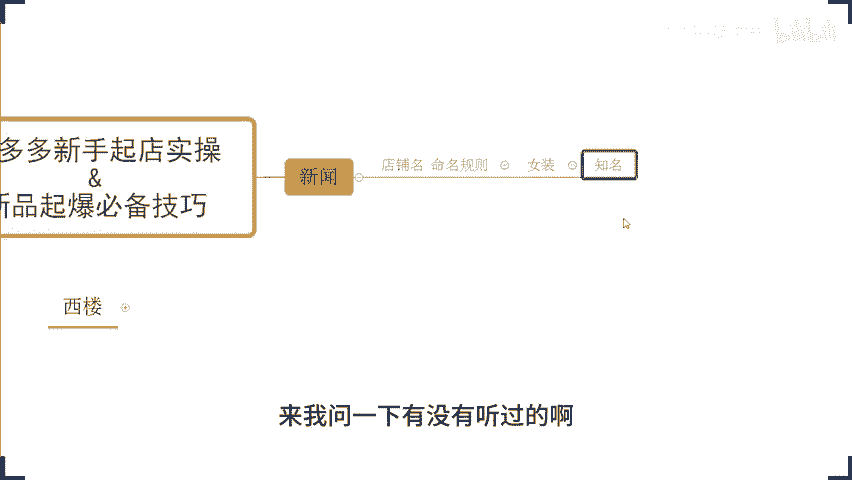 多多新手起店实操
&
新品起爆必备技巧
新闻
店铺名 命名规则
女装
知名
西楼
来我问一下有没有听过的啊